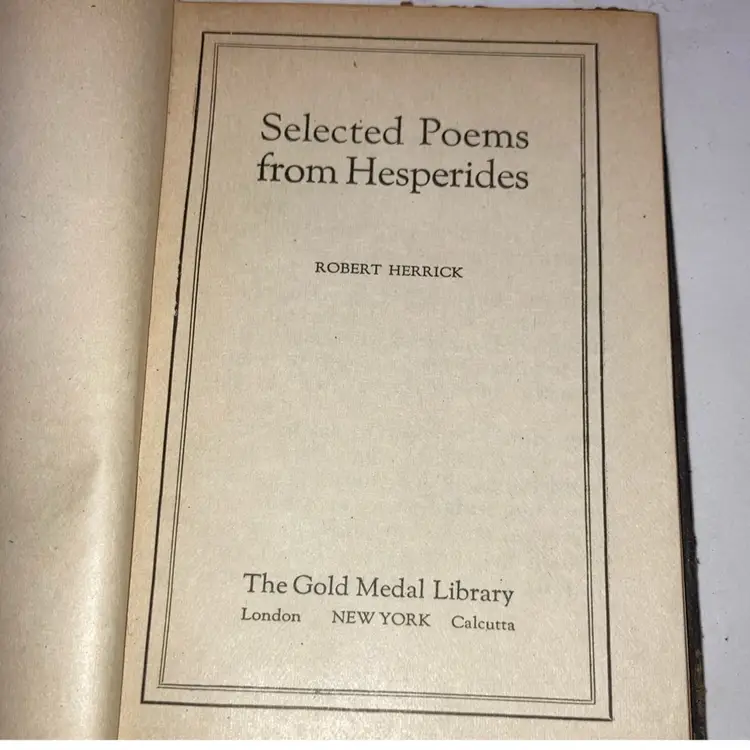 Selected Poems
from Hesperides
ROBERT HERRICK
The Gold Medal Library
London NEW YORK Calcutta